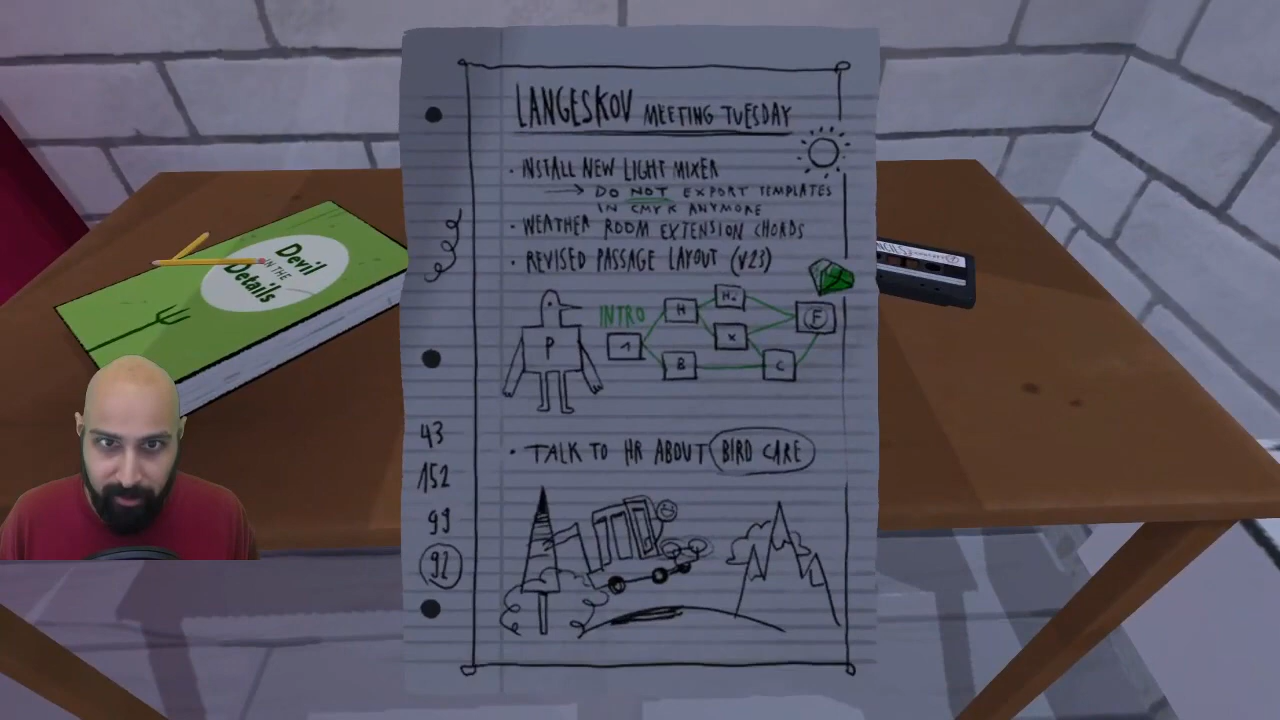 LANGESKOV MEETING TUESDAY
· INSTALL NEW LIGHT MIXER
→ DO NOT EXPORT TEMPLATES
IN CMYK ANYMORE
· WEATHER ROOM EXTENSION CHORDS
· REVISED PASSAGE LAYOUT (V23)
INTRO
1
H
B
X
C
F
P
· TALK TO HR ABOUT BIRD CARE
43
152
99
92
Devil
IN THE
Details